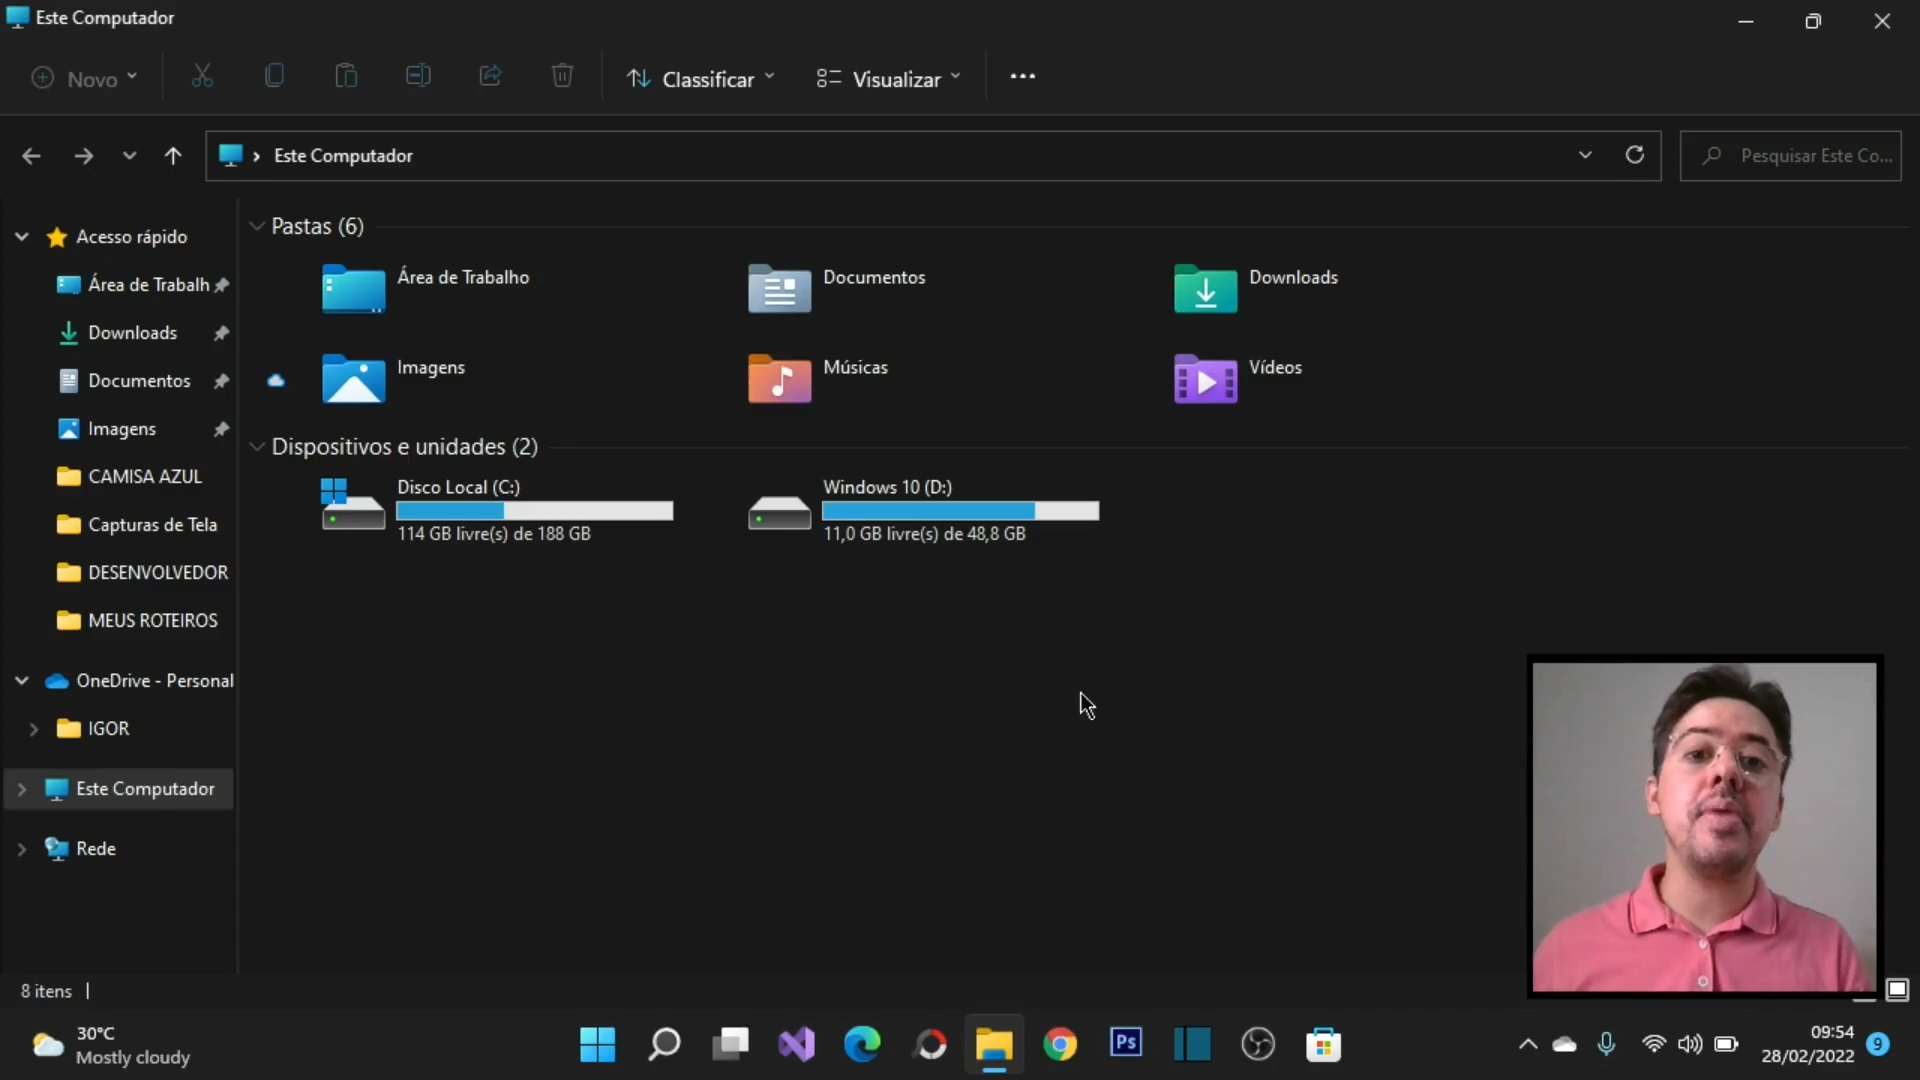 Este Computador
Novo
Classificar
Visualizar
Este Computador
Pesquisar Este Co...
Acesso rápido
Área de Trabalh
Downloads
Documentos
Imagens
CAMISA AZUL
Capturas de Tela
DESENVOLVEDOR
MEUS ROTEIROS
OneDrive - Personal
IGOR
Este Computador
Rede
Pastas (6)
Área de Trabalho
Documentos
Downloads
Imagens
Músicas
Vídeos
Dispositivos e unidades (2)
Disco Local (C:)
114 GB livre(s) de 188 GB
Windows 10 (D:)
11,0 GB livre(s) de 48,8 GB
8 itens
30°C
Mostly cloudy
Ps
09:54
28/02/2022
9